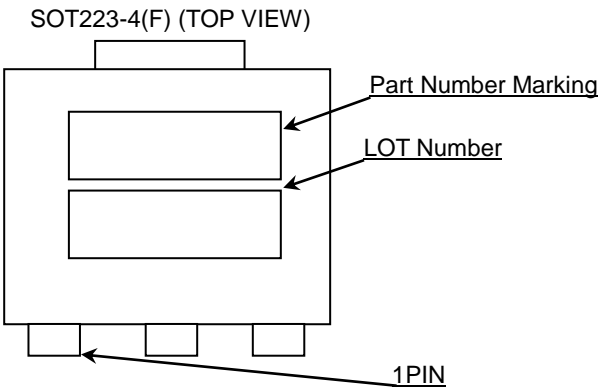 SOT223-4(F) (TOP VIEW)
Part Number Marking
LOT Number
1PIN